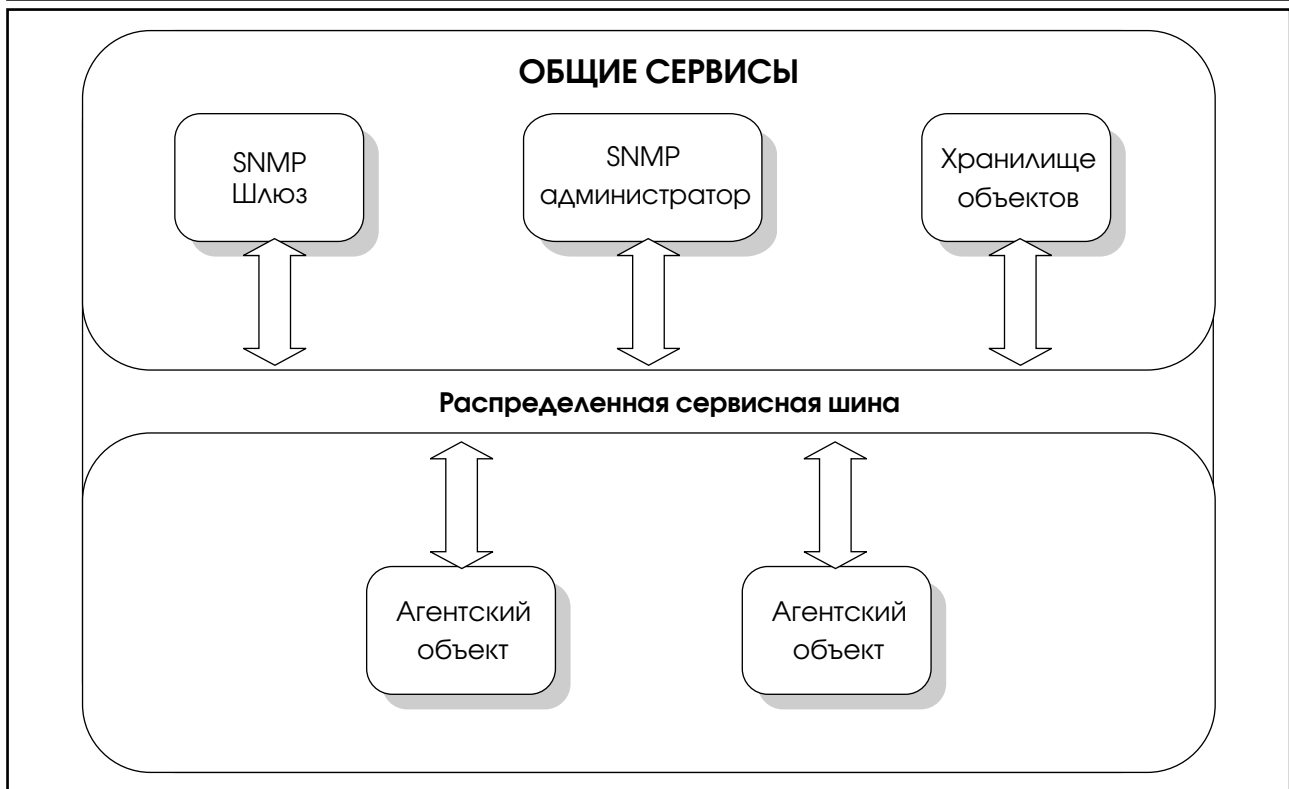 ОБЩИЕ СЕРВИСЫ
SNMP
Шлюз
SNMP
администратор
Хранилище
объектов
Распределенная сервисная шина
Агентский
объект
Агентский
объект